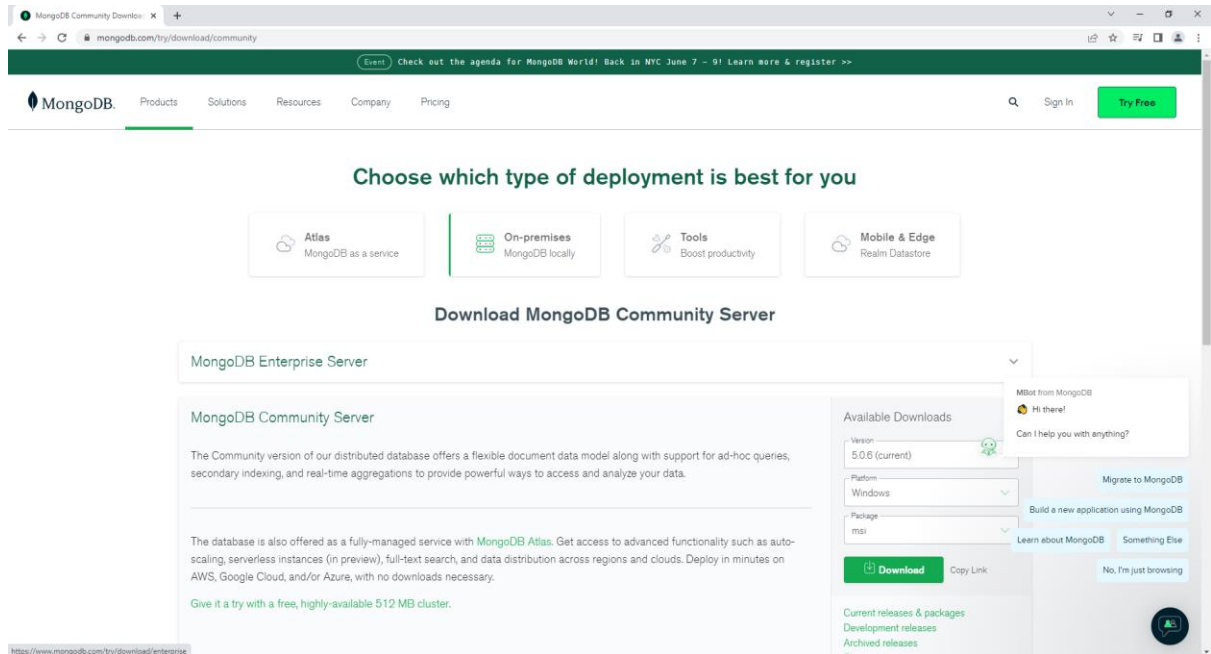 MongoDB Community Downloa
mongodb.com/try/download/community
Event Check out the agenda for MongoDB World! Back in NYC June 7 – 9! Learn more & register >>
MongoDB. Products Solutions Resources Company Pricing Sign In Try Free
Choose which type of deployment is best for you
Atlas
MongoDB as a service
On-premises
MongoDB locally
Tools
Boost productivity
Mobile & Edge
Realm Datastore
Download MongoDB Community Server
MongoDB Enterprise Server
MongoDB Community Server
The Community version of our distributed database offers a flexible document data model along with support for ad-hoc queries,
secondary indexing, and real-time aggregations to provide powerful ways to access and analyze your data.
The database is also offered as a fully-managed service with MongoDB Atlas. Get access to advanced functionality such as auto-
scaling, serverless instances (in preview), full-text search, and data distribution across regions and clouds. Deploy in minutes on
AWS, Google Cloud, and/or Azure, with no downloads necessary.
Give it a try with a free, highly-available 512 MB cluster.
Available Downloads
Version
5.0.6 (current)
Platform
Windows
Package
msi
Download Copy Link
Current releases & packages
Development releases
Archived releases
MBot from MongoDB
Hi there!
Can I help you with anything?
Migrate to MongoDB
Build a new application using MongoDB
Learn about MongoDB Something Else
No, I'm just browsing
https://www.mongodb.com/try/download/enterprise